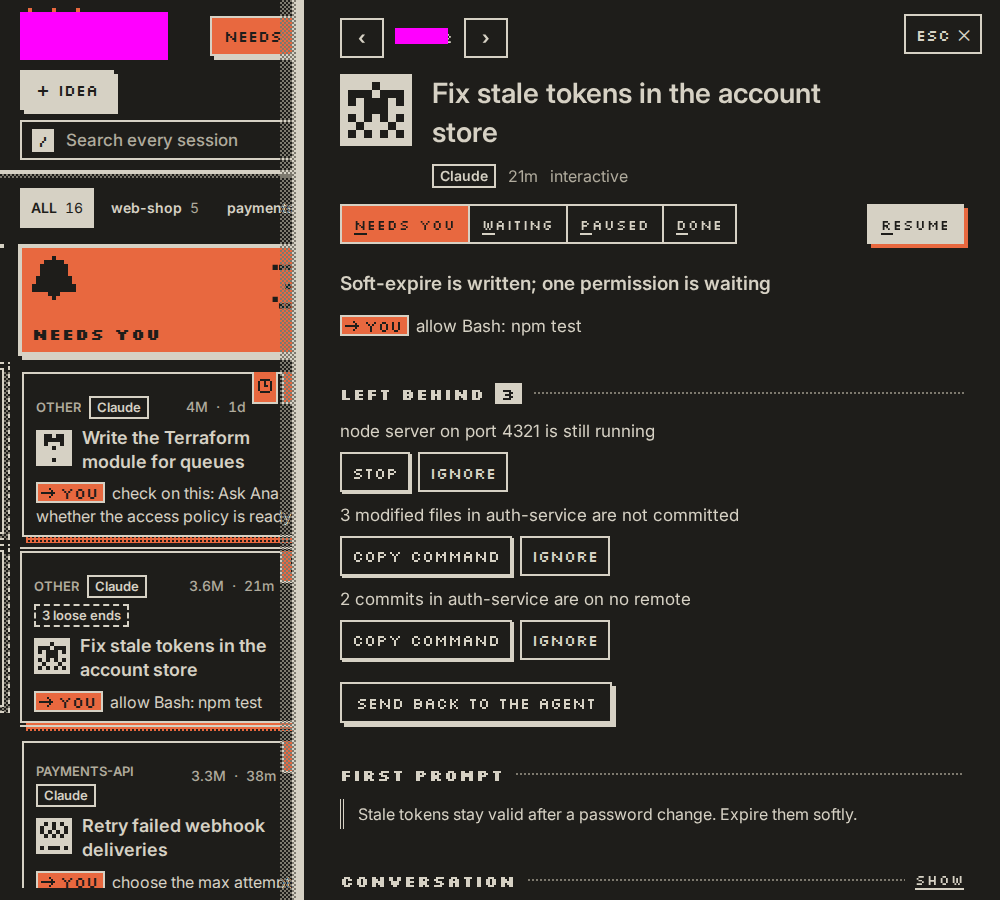 NEEDS
+ IDEA
/ Search every session
ALL 16 web-shop 5 payment
NEEDS YOU
OTHER Claude 4M · 1d
Write the Terraform
module for queues
→ YOU check on this: Ask Ana
whether the access policy is ready
OTHER Claude 3.6M · 21m
3 loose ends
Fix stale tokens in the
account store
→ YOU allow Bash: npm test
PAYMENTS-API 3.3M · 38m
Claude
Retry failed webhook
deliveries
→ YOU choose the max attempt
‹ › ESC ×
Fix stale tokens in the account
store
Claude 21m interactive
NEEDS YOU WAITING PAUSED DONE RESUME
Soft-expire is written; one permission is waiting
→ YOU allow Bash: npm test
LEFT BEHIND 3
node server on port 4321 is still running
STOP IGNORE
3 modified files in auth-service are not committed
COPY COMMAND IGNORE
2 commits in auth-service are on no remote
COPY COMMAND IGNORE
SEND BACK TO THE AGENT
FIRST PROMPT
Stale tokens stay valid after a password change. Expire them softly.
CONVERSATION SHOW